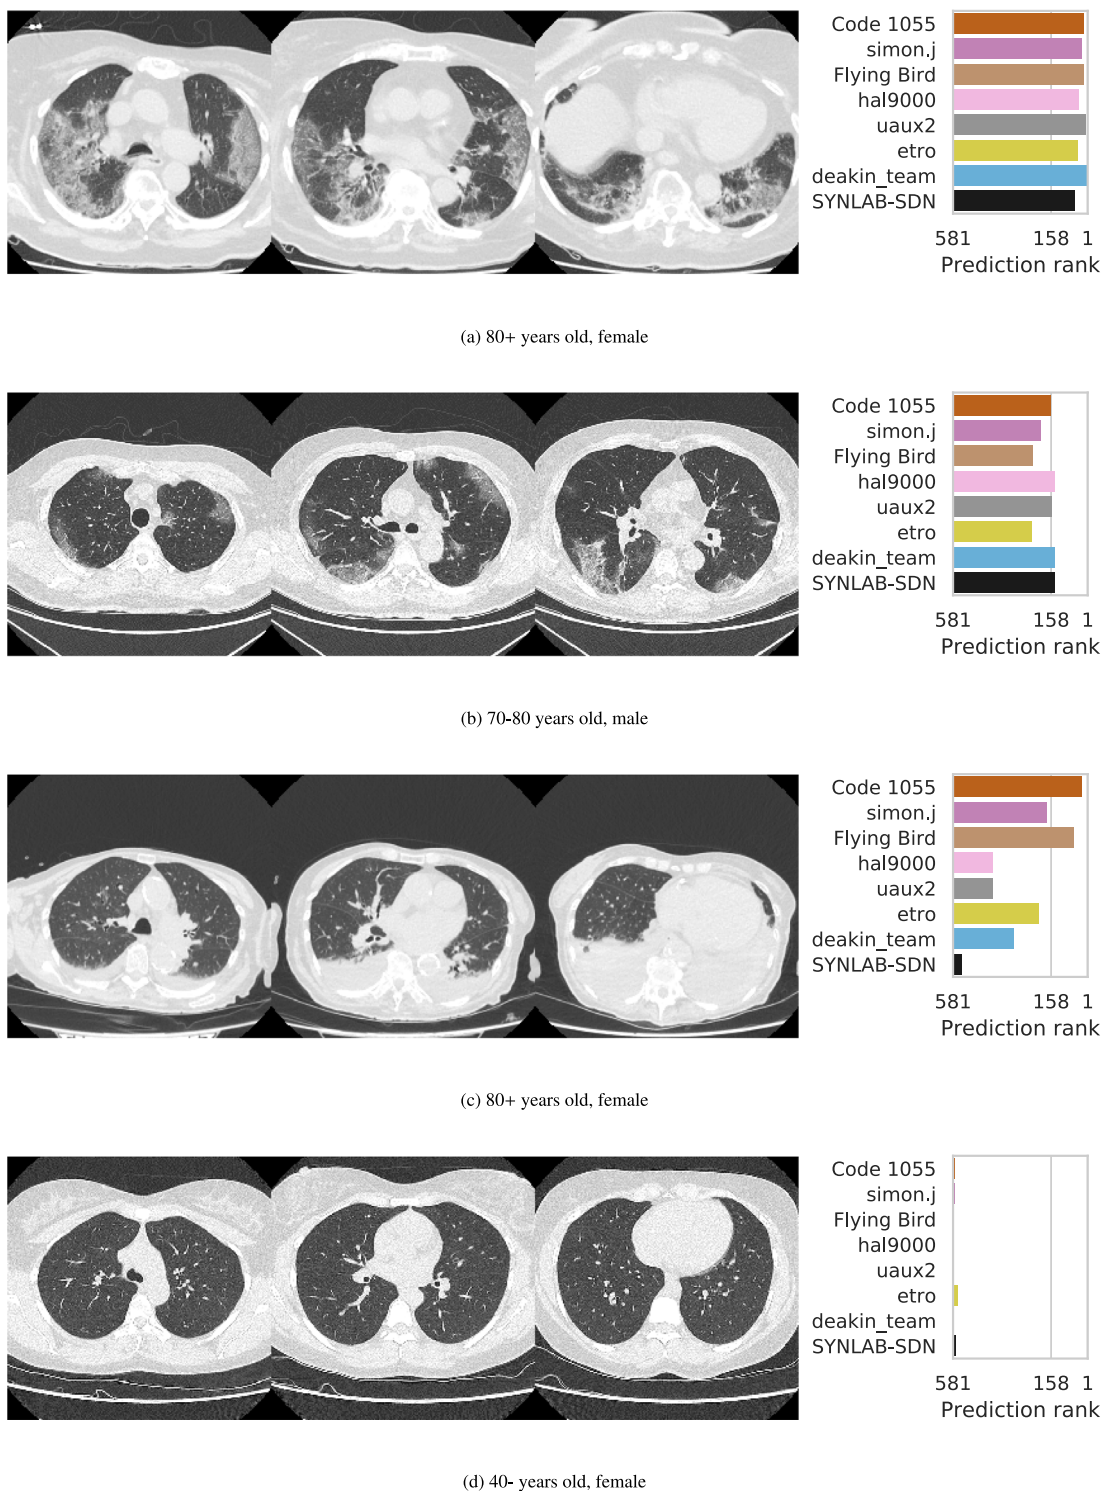 Code 1055
simon.j
Flying Bird
hal9000
uaux2
etro
deakin_team
SYNLAB-SDN
581 158 1
Prediction rank
(a) 80+ years old, female
Code 1055
simon.j
Flying Bird
hal9000
uaux2
etro
deakin_team
SYNLAB-SDN
581 158 1
Prediction rank
(b) 70-80 years old, male
Code 1055
simon.j
Flying Bird
hal9000
uaux2
etro
deakin_team
SYNLAB-SDN
581 158 1
Prediction rank
(c) 80+ years old, female
Code 1055
simon.j
Flying Bird
hal9000
uaux2
etro
deakin_team
SYNLAB-SDN
581 158 1
Prediction rank
(d) 40- years old, female